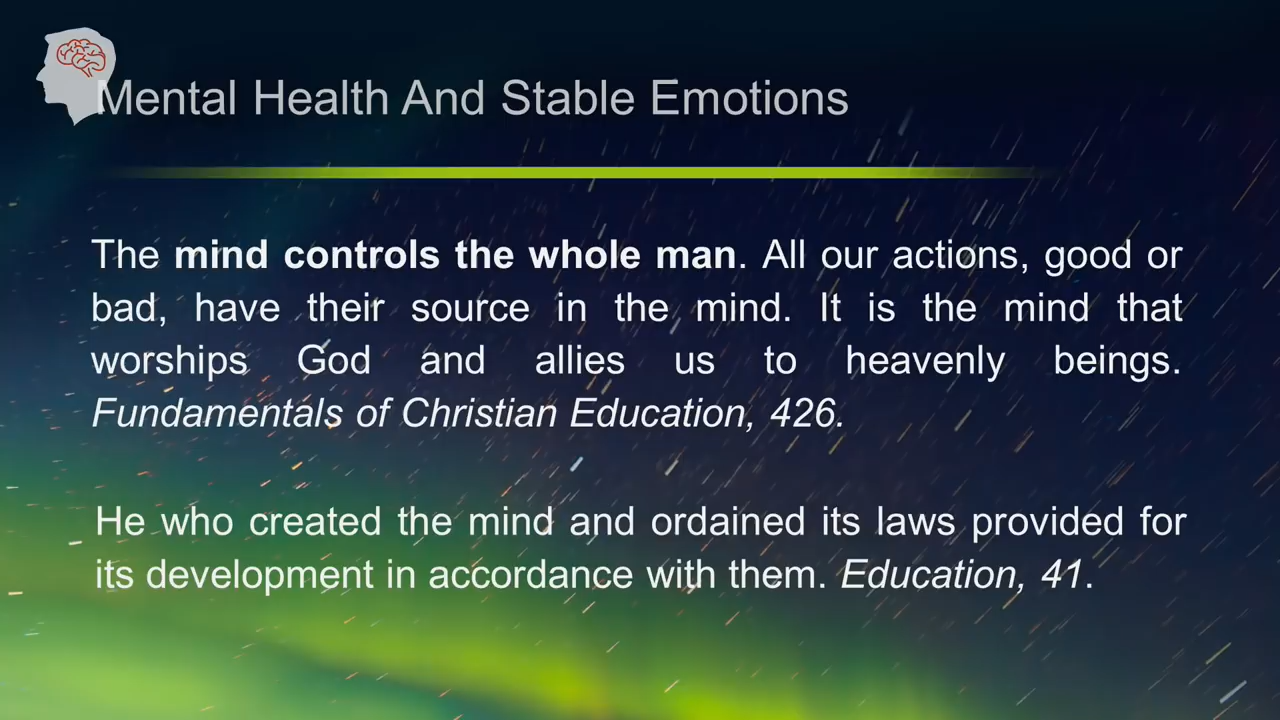 Mental Health And Stable Emotions
The mind controls the whole man. All our actions, good or
bad, have their source in the mind. It is the mind that
worships God and allies us to heavenly beings.
Fundamentals of Christian Education, 426.
He who created the mind and ordained its laws provided for
its development in accordance with them. Education, 41.